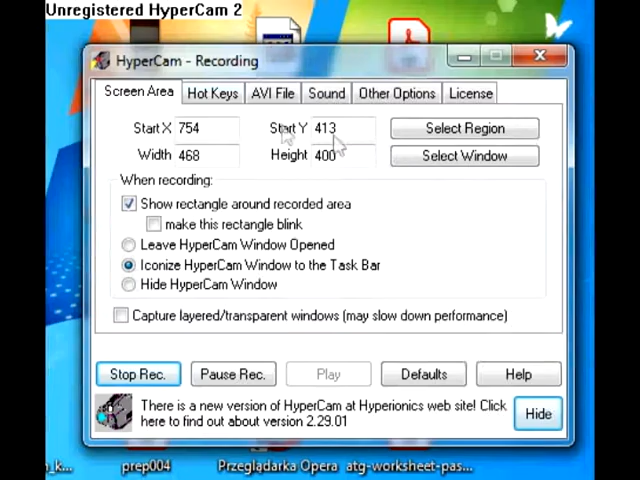 Unregistered HyperCam 2
HyperCam - Recording
Screen Area Hot Keys AVI File Sound Other Options License
Start X 754 Start Y 413 Select Region
Width 468 Height 400 Select Window
When recording:
Show rectangle around recorded area
make this rectangle blink
Leave HyperCam Window Opened
Iconize HyperCam Window to the Task Bar
Hide HyperCam Window
Capture layered/transparent windows (may slow down performance)
Stop Rec. Pause Rec. Play Defaults Help
There is a new version of HyperCam at Hyperionics web site! Click
here to find out about version 2.29.01
Hide
prep004 Przeglądarka Opera atg-worksheet-pas...